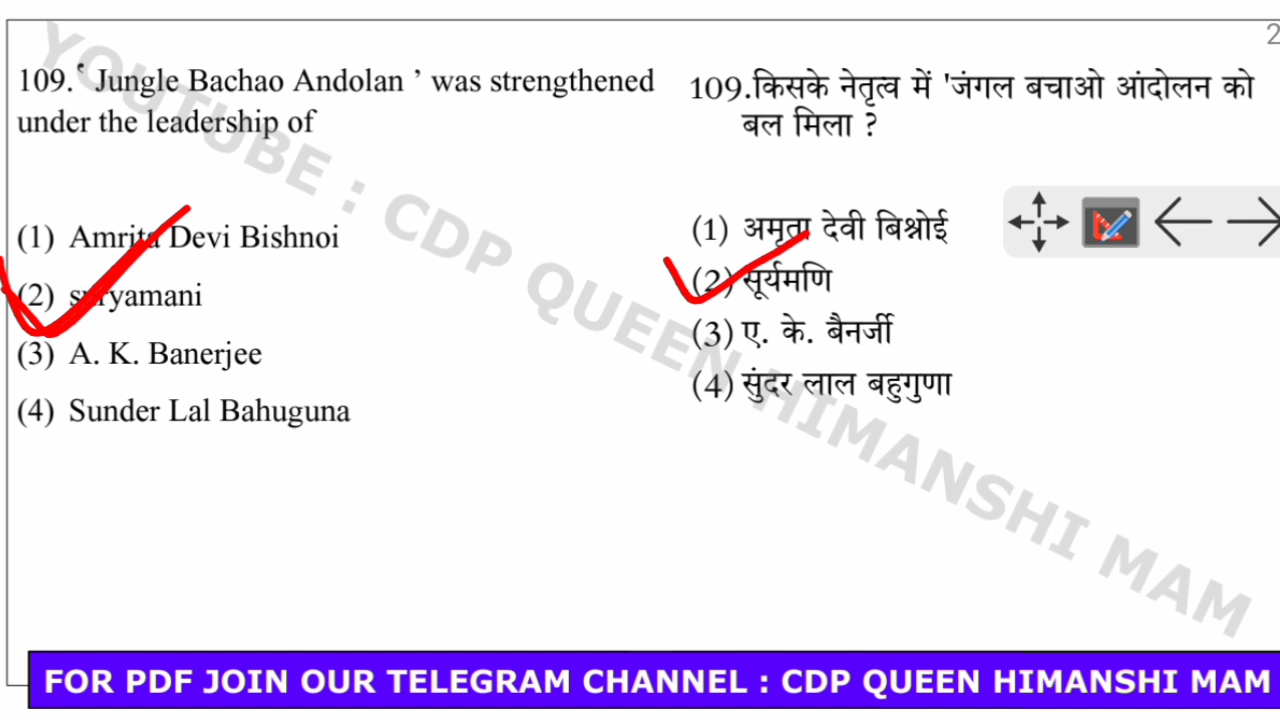 2
109.‘ Jungle Bachao Andolan ’ was strengthened
under the leadership of
(1) Amrita Devi Bishnoi
(2) suryamani
(3) A. K. Banerjee
(4) Sunder Lal Bahuguna
109.किसके नेतृत्व में 'जंगल बचाओ आंदोलन को
बल मिला ?
(1) अमृता देवी बिश्नोई
(2) सूर्यमणि
(3) ए. के. बैनर्जी
(4) सुंदर लाल बहुगुणा
YOUTUBE : CDP QUEEN HIMANSHI MAM
FOR PDF JOIN OUR TELEGRAM CHANNEL : CDP QUEEN HIMANSHI MAM